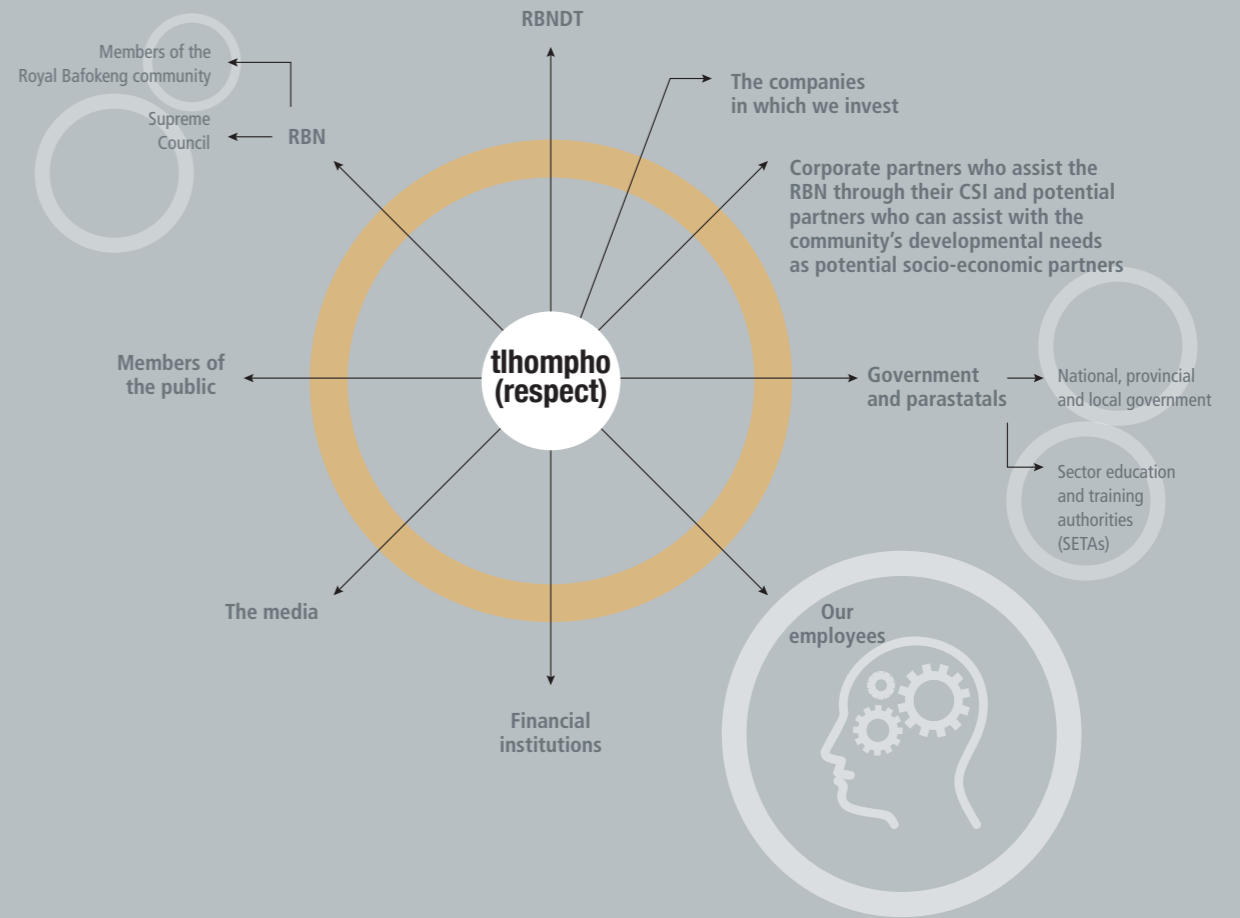 RBNDT
Members of the
Royal Bafokeng community
Supreme
Council
RBN
The companies
in which we invest
Corporate partners who assist the
RBN through their CSI and potential
partners who can assist with the
community’s developmental needs
as potential socio-economic partners
Members of
the public
tlhompho
(respect)
Government
and parastatals
National, provincial
and local government
Sector education
and training
authorities
(SETAs)
The media
Our
employees
Financial
institutions